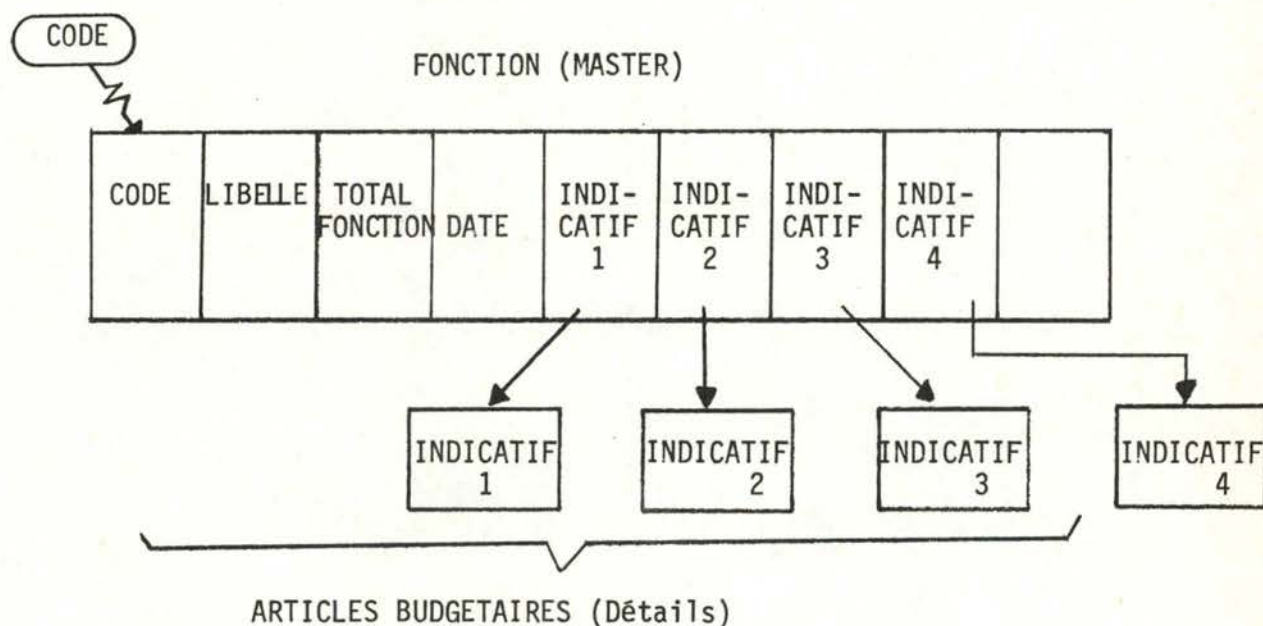 CODE
FONCTION (MASTER)
CODE
LIBELLE
TOTAL
FONCTION
DATE
INDI-
CATIF
1
INDI-
CATIF
2
INDI-
CATIF
3
INDI-
CATIF
4
INDICATIF
1
INDICATIF
2
INDICATIF
3
INDICATIF
4
ARTICLES BUDGETAIRES (Détails)